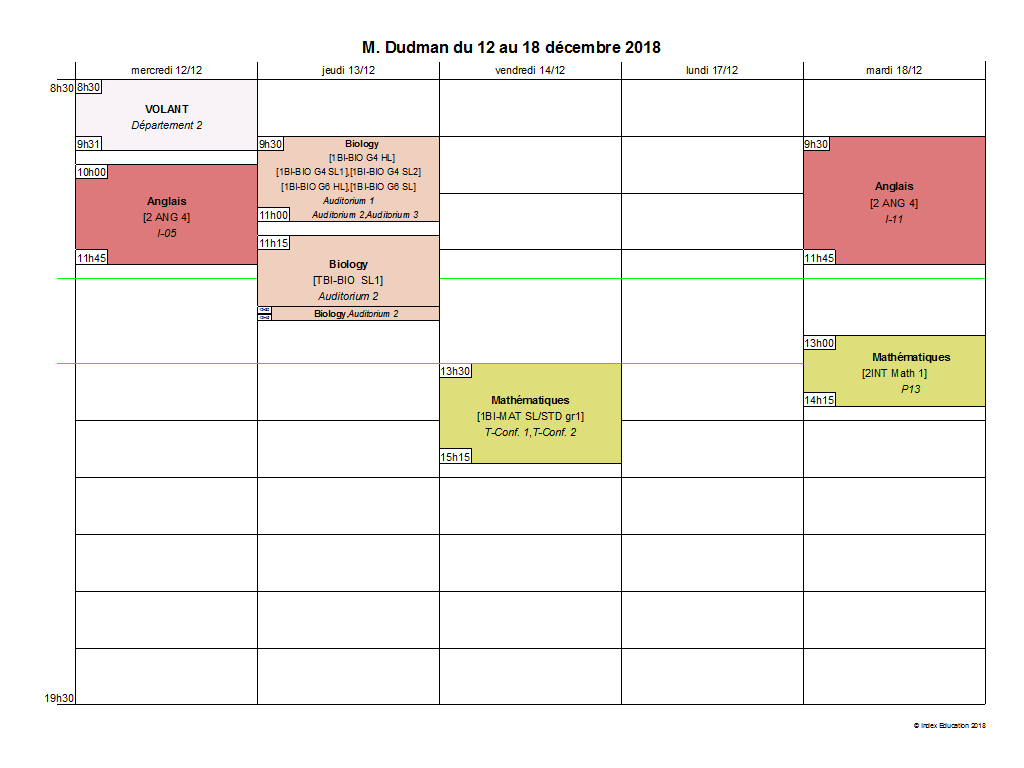 M. Dudman du 12 au 18 décembre 2018
mercredi 12/12
jeudi 13/12
vendredi 14/12
lundi 17/12
mardi 18/12
8h30
8h30
VOLANT
Département 2
9h31
10h00
Anglais
[2 ANG 4]
I-05
11h45
9h30
Biology
[1BI-BIO G4 HL]
[1BI-BIO G4 SL1],[1BI-BIO G4 SL2]
[1BI-BIO G6 HL],[1BI-BIO G6 SL]
Auditorium 1
11h00
Auditorium 2,Auditorium 3
11h15
Biology
[TBI-BIO SL1]
Auditorium 2
Biology,Auditorium 2
13h30
Mathématiques
[1BI-MAT SL/STD gr1]
T-Conf. 1,T-Conf. 2
15h15
9h30
Anglais
[2 ANG 4]
I-11
11h45
13h00
Mathématiques
[2INT Math 1]
P13
14h15
19h30
© Index Education 2018